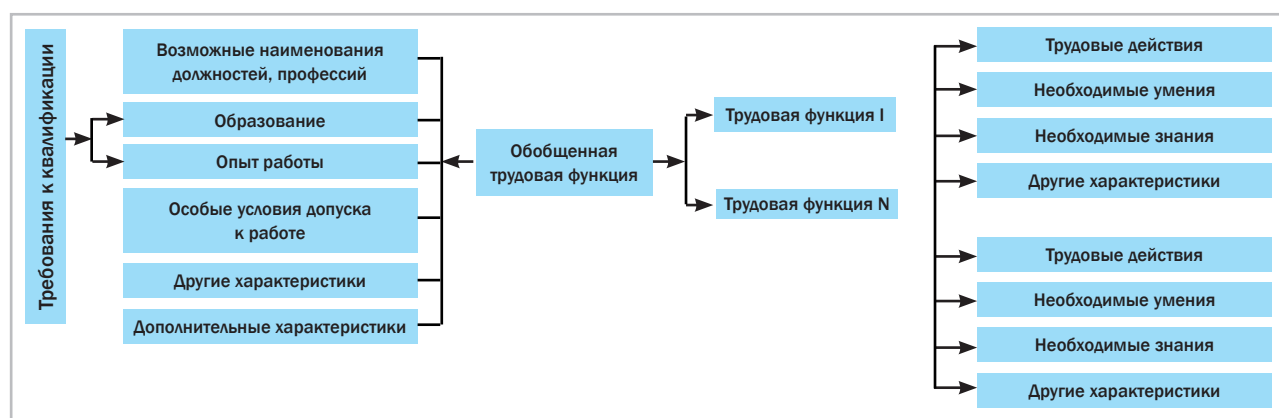 Требования к квалификации
Возможные наименования
должностей, профессий
Образование
Опыт работы
Особые условия допуска
к работе
Другие характеристики
Дополнительные характеристики
Обобщенная
трудовая функция
Трудовая функция I
Трудовая функция N
Трудовые действия
Необходимые умения
Необходимые знания
Другие характеристики
Трудовые действия
Необходимые умения
Необходимые знания
Другие характеристики